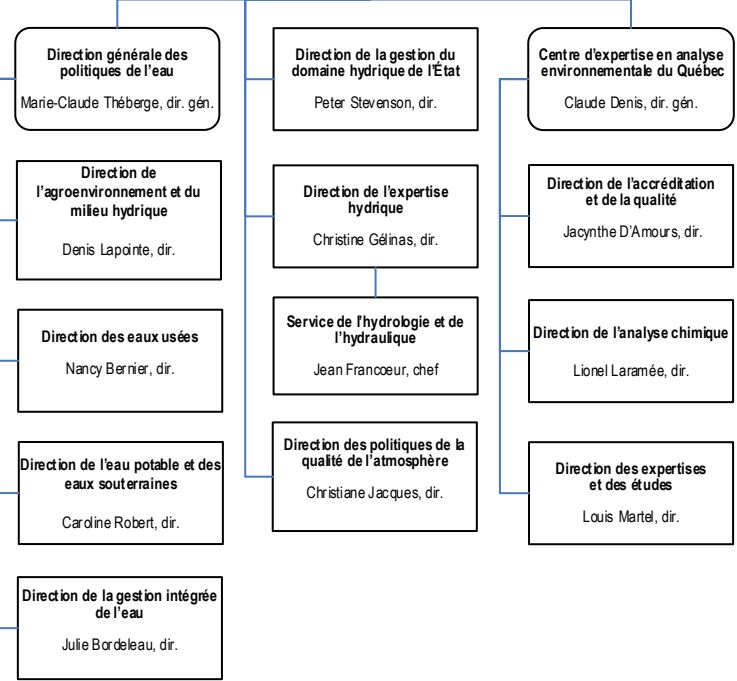 Direction générale des
politiques de l'eau
Marie-Claude Théberge, dir. gén.
Direction de
l'agroenvironnement et du
milieu hydrique
Denis Lapointe, dir.
Direction des eaux usées
Nancy Bernier, dir.
Direction de l'eau potable et des
eaux souterraines
Caroline Robert, dir.
Direction de la gestion intégrée
de l'eau
Julie Bordeleau, dir.
Direction de la gestion du
domaine hydrique de l'État
Peter Stevenson, dir.
Direction de l'expertise
hydrique
Christine Gélinas, dir.
Service de l'hydrologie et de
l'hydraulique
Jean Francœur, chef
Direction des politiques de la
qualité de l'atmosphère
Christiane Jacques, dir.
Centre d'expertise en analyse
environnementale du Québec
Claude Denis, dir. gén.
Direction de l'accréditation
et de la qualité
Jacynthe D'Amours, dir.
Direction de l'analyse chimique
Lionel Laramée, dir.
Direction des expertises
et des études
Louis Martel, dir.